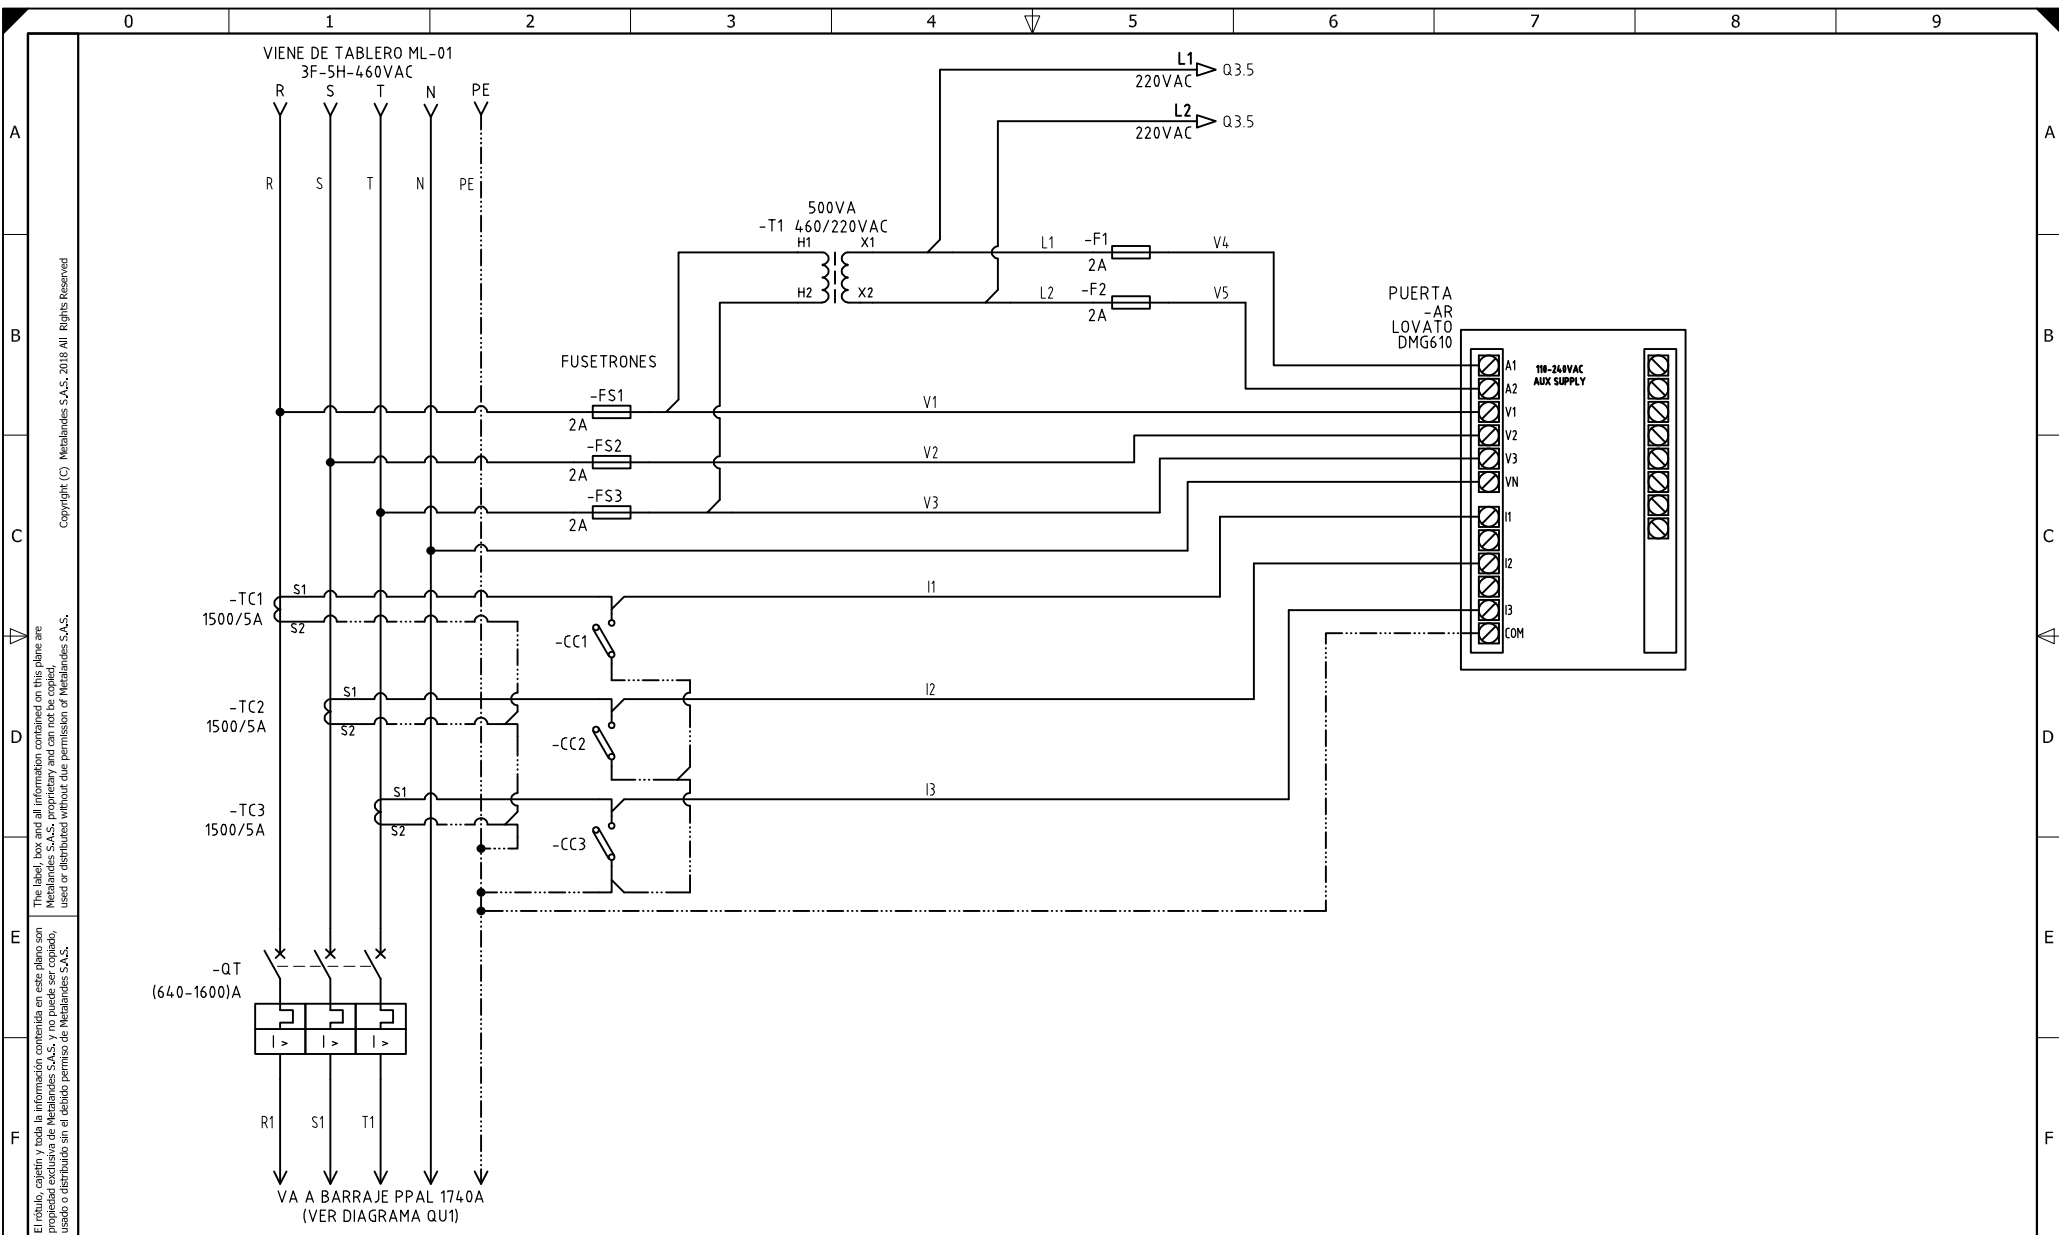 0 1 2 3 4 5 6 7 8 9
VIENE DE TABLERO ML-01
3F-5H-460VAC
R S T N PE
L1
220VAC
Q3.5
L2
220VAC
Q3.5
A
A
R S T N PE
500VA
-T1 460/220VAC
H1 X1
L1 -F1 V4
2A
H2 X2
L2 -F2 V5
2A
PUERTA
-AR
LOVATO
DMG610
B
B
FUSETRONES
A1
110-240VAC
AUX SUPPLY
A2
-FS1
V1
V1
2A
-FS2
V2
V2
2A
V3
-FS3
V3
2A
VN
I1
C
C
I2
I3
COM
-TC1
1500/5A
S1
S2
I1
-CC1
-TC2
1500/5A
S1
S2
I2
-CC2
D
D
-TC3
1500/5A
S1
S2
I3
-CC3
E
E
-QT
(640-1600)A
I > I > I >
R1 S1 T1
F
F
VA A BARRAJE PPAL 1740A
(VER DIAGRAMA QU1)
Copyright (C) Metalandes S.A.S. 2018 All Rights Reserved
The label, box and all information contained on this plane are
Metalandes S.A.S. proprietary and can not be copied,
used or distributed without due permission of Metalandes S.A.S.
El rótulo, cajetín y toda la información contenida en este plano son
propiedad exclusiva de Metalandes S.A.S. y no puede ser copiado,
usado o distribuido sin el debido permiso de Metalandes S.A.S.